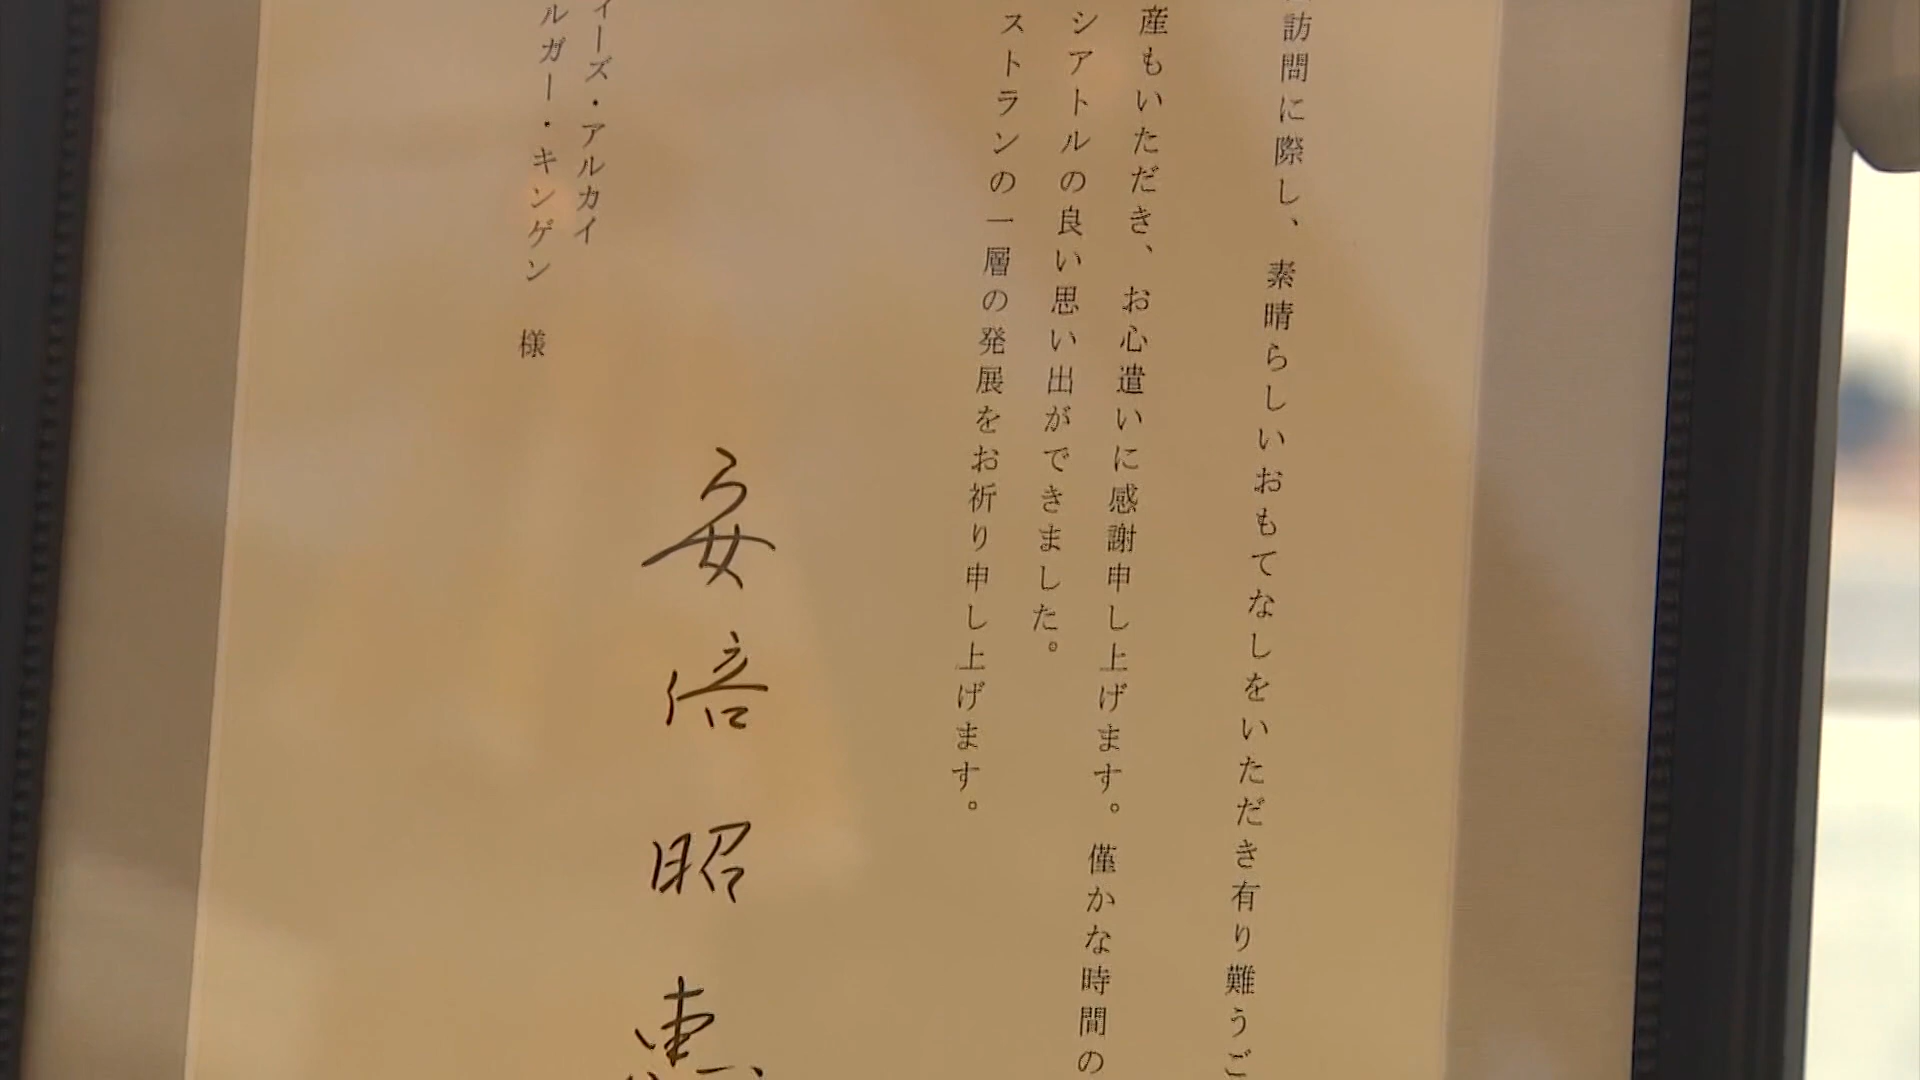 訪問に際し、素晴らしいおもてなしをいただき有り難うご
産もいただき、お心遣いに感謝申し上げます。僅かな時間の
シアトルの良い思い出ができました。
ストランの一層の発展をお祈り申し上げます。
安倍昭恵
ィーズ・アルカイ
ルガー・キンゲン 様